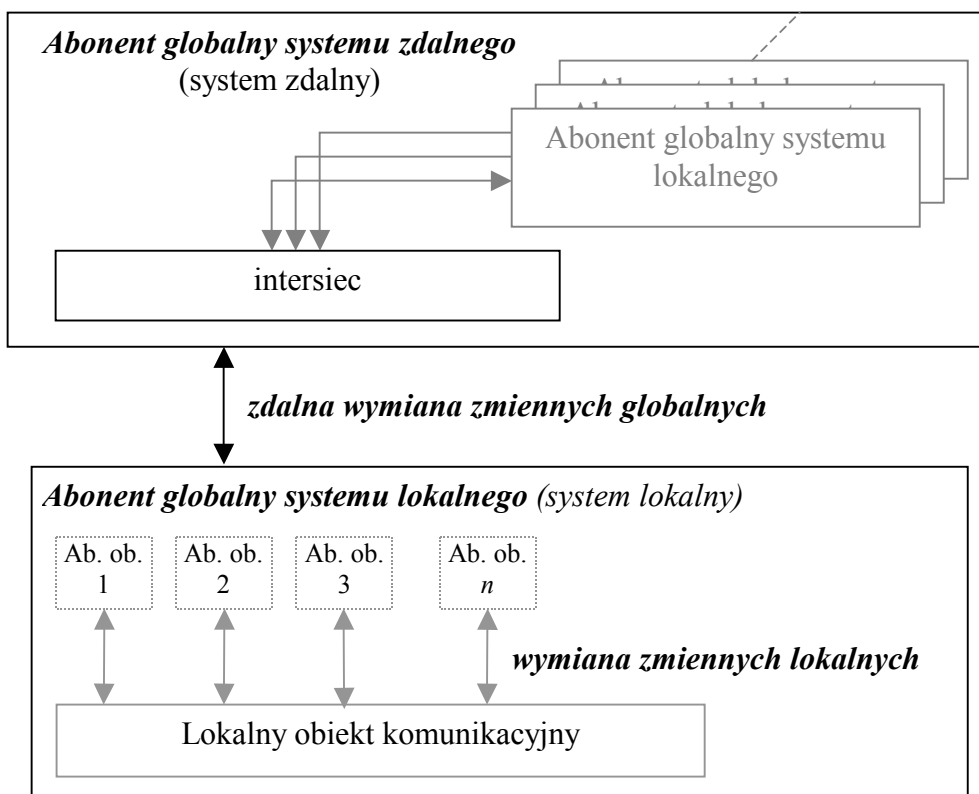 Abonent globalny systemu zdalnego
(system zdalny)
Abonent globalny systemu
lokalnego
intersiec
zdalna wymiana zmiennych globalnych
Abonent globalny systemu lokalnego (system lokalny)
Ab. ob.
1
Ab. ob.
2
Ab. ob.
3
Ab. ob.
n
wymiana zmiennych lokalnych
Lokalny obiekt komunikacyjny